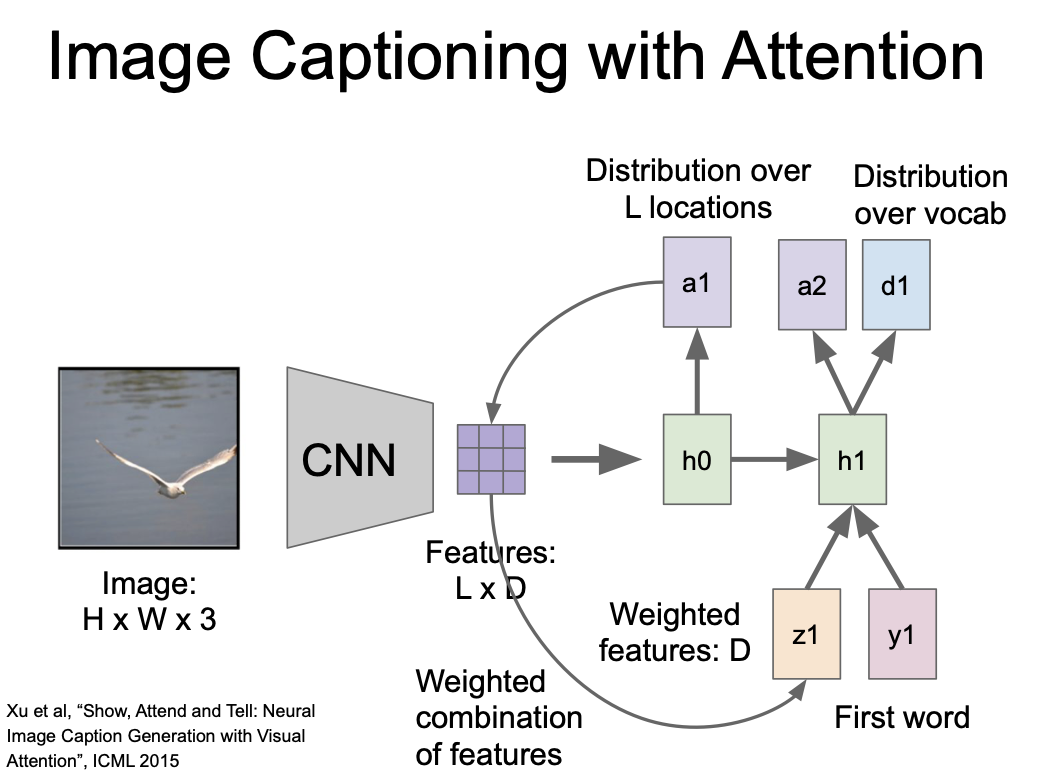 Image Captioning with Attention
Distribution over
L locations
Distribution
over vocab
a1
a2
d1
CNN
h0
h1
Features:
L x D
Image:
H x W x 3
Weighted
features: D
z1
y1
First word
Weighted
combination
of features
Xu et al, “Show, Attend and Tell: Neural
Image Caption Generation with Visual
Attention”, ICML 2015